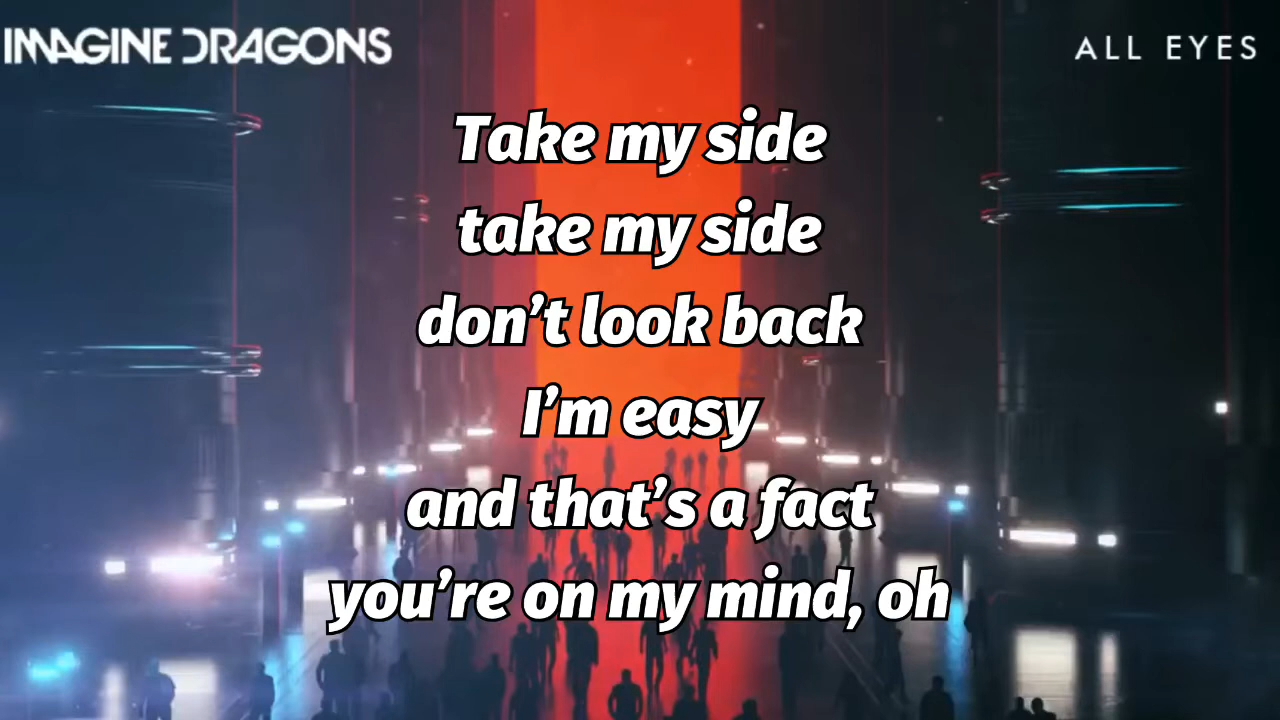 IMAGINE DRAGONS
ALL EYES
Take my side
take my side
don’t look back
I’m easy
and that’s a fact
you’re on my mind, oh